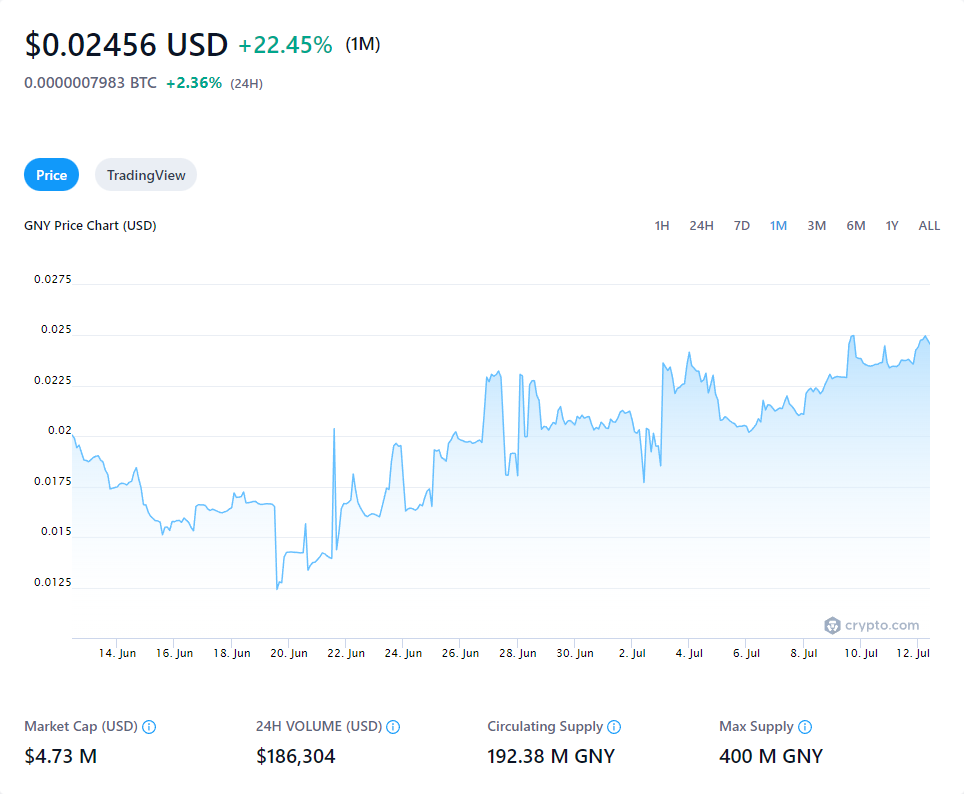 $0.02456 USD +22.45% (1M)
0.0000007983 BTC +2.36% (24H)
Price TradingView
GNY Price Chart (USD) 1H 24H 7D 1M 3M 6M 1Y ALL
0.0275
0.025
0.0225
0.02
0.0175
0.015
0.0125
crypto.com
14. Jun 16. Jun 18. Jun 20. Jun 22. Jun 24. Jun 26. Jun 28. Jun 30. Jun 2. Jul 4. Jul 6. Jul 8. Jul 10. Jul 12. Jul
Market Cap (USD) 24H VOLUME (USD) Circulating Supply Max Supply
$4.73 M $186,304 192.38 M GNY 400 M GNY